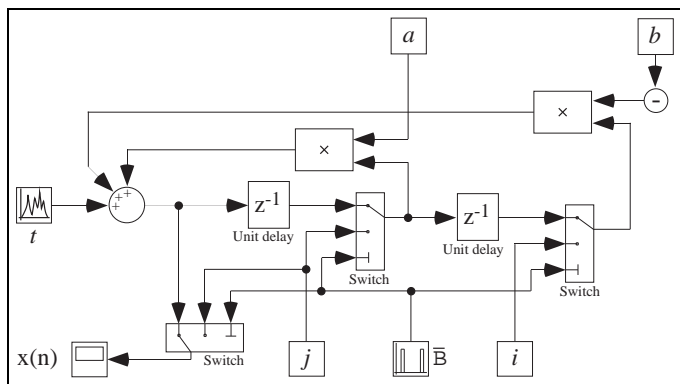 a
b
-
×
×
+
+
+
+
z-1
z-1
t
Unit delay
Unit delay
Switch
Switch
x(n)
Switch
j
B̅
i